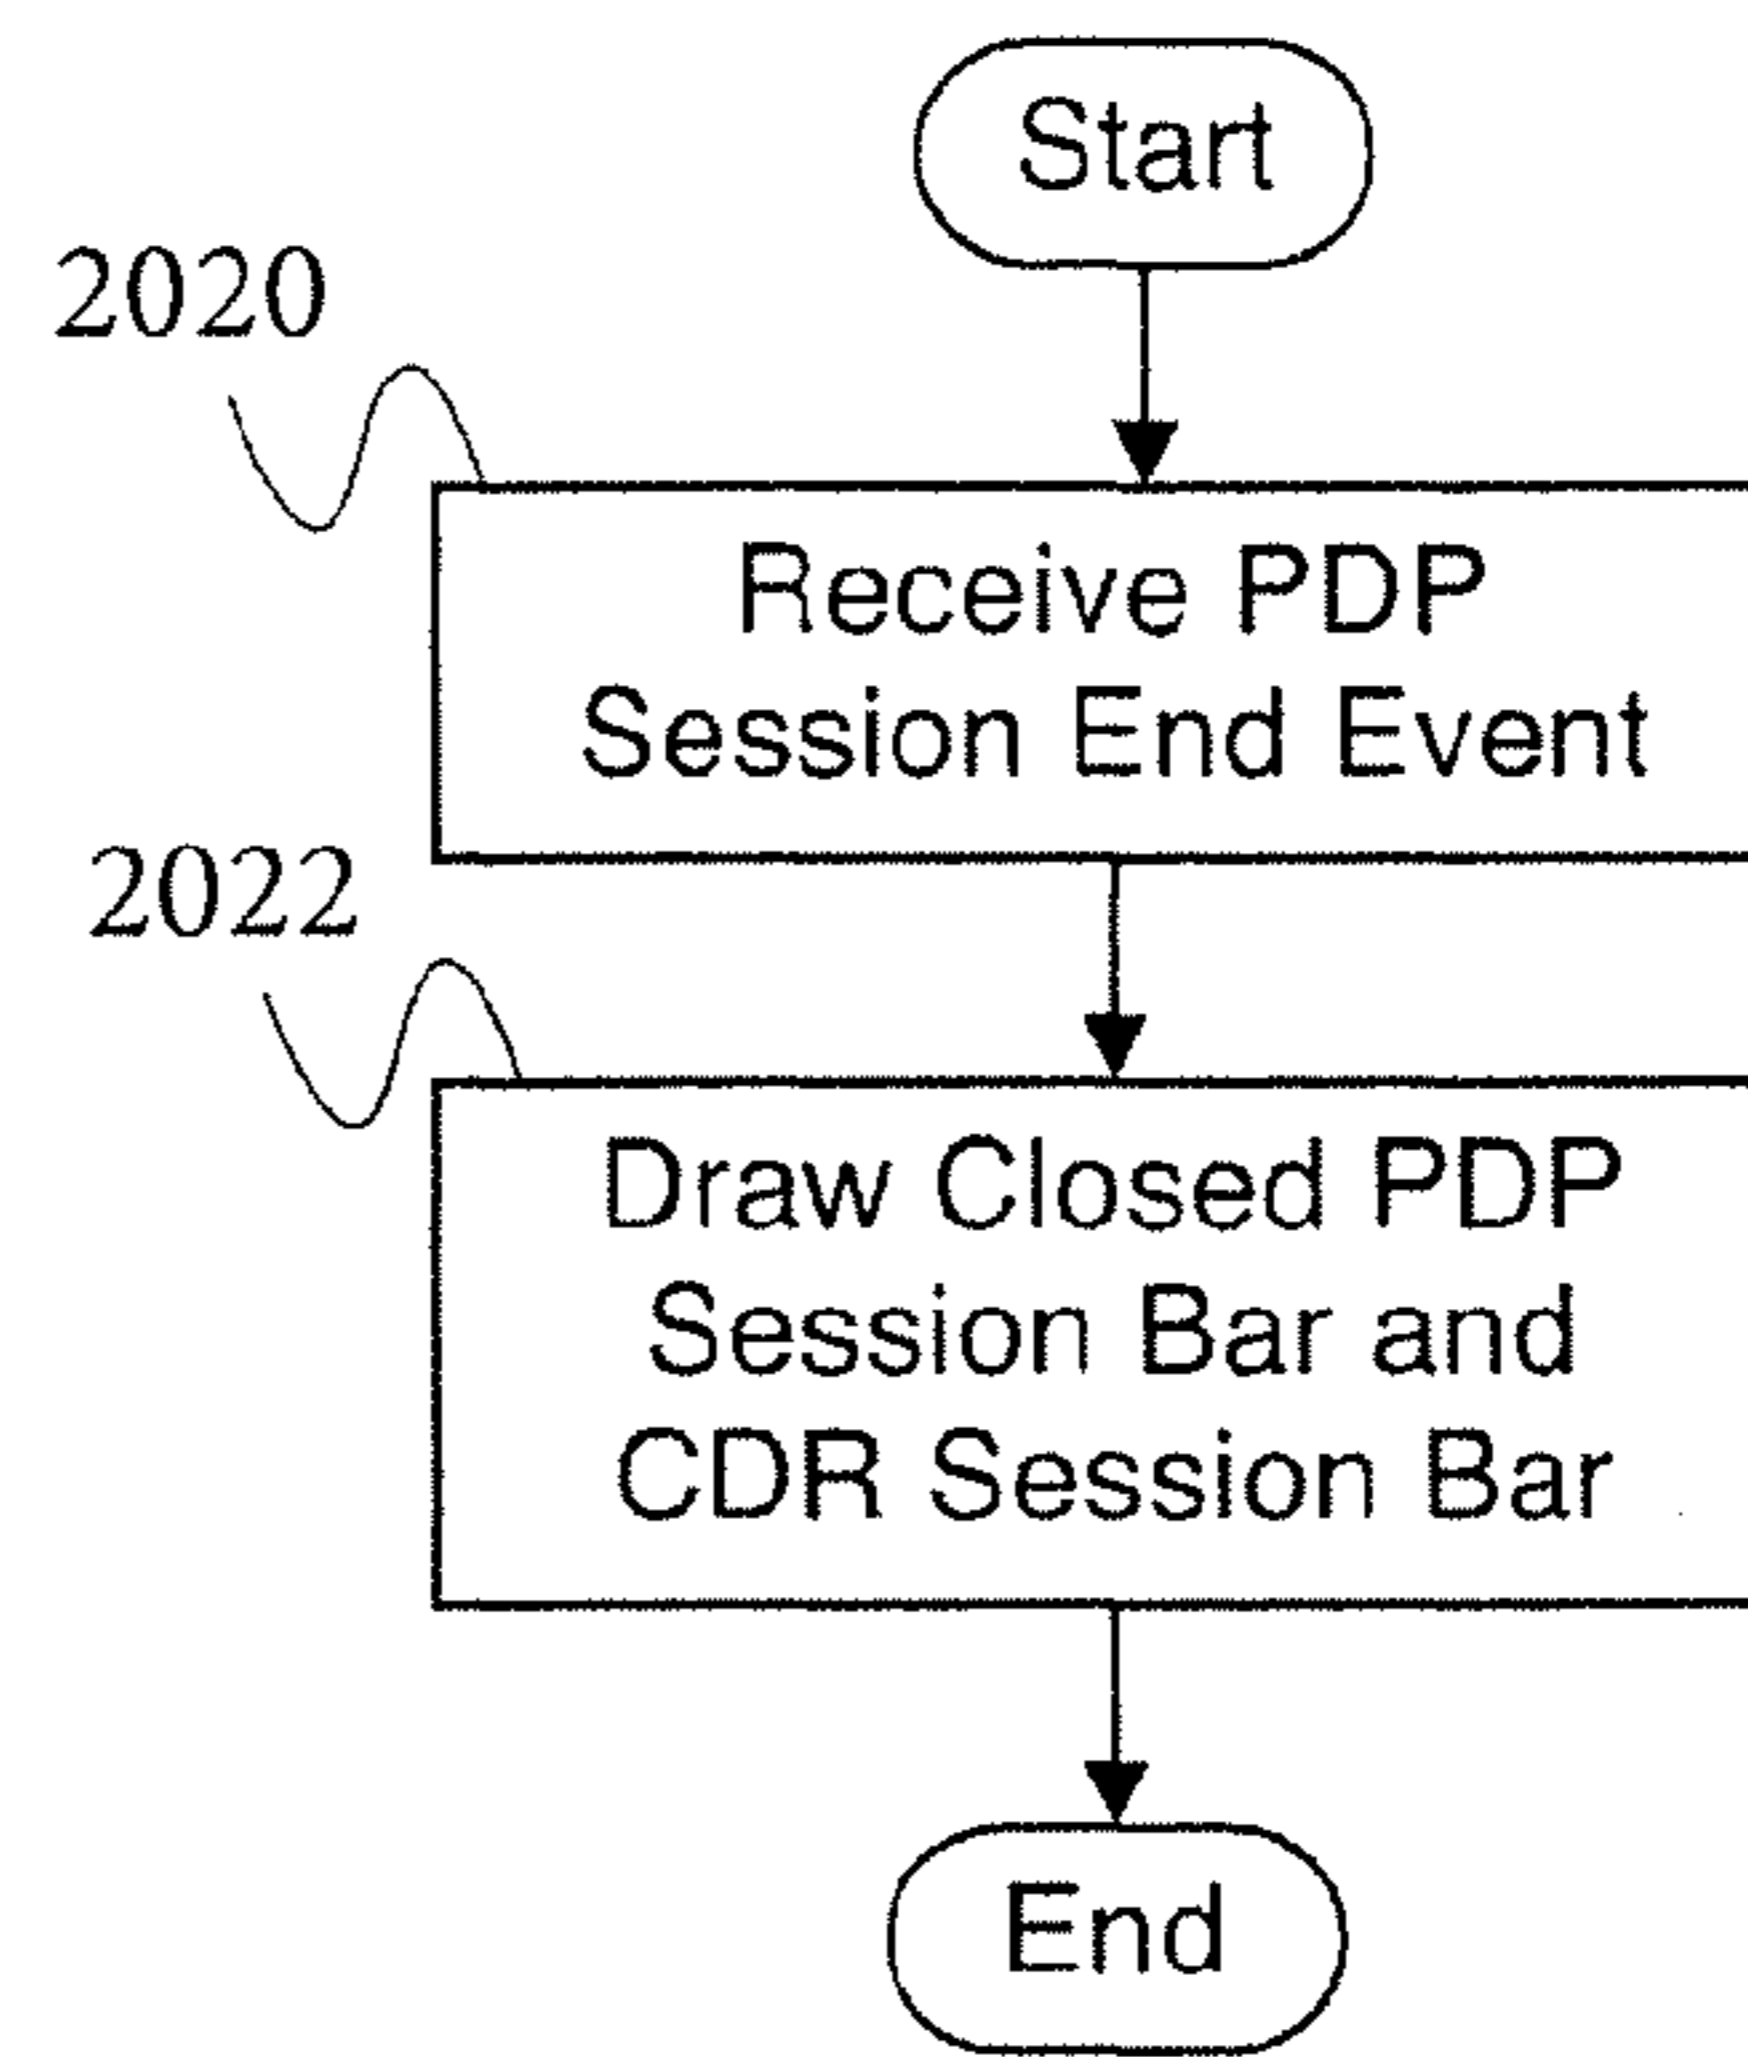 Start
2020
Receive PDP
Session End Event
2022
Draw Closed PDP
Session Bar and
CDR Session Bar
End